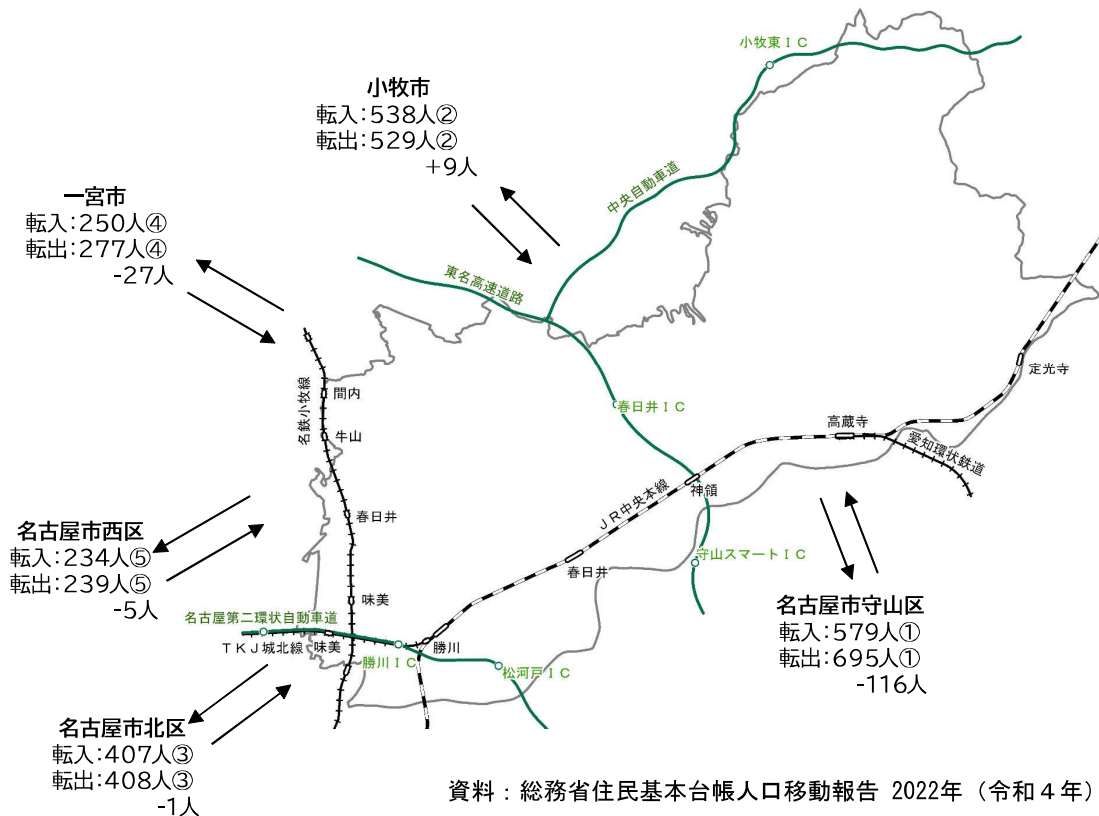 小牧東ＩＣ
小牧市
転入:538人②
転出:529人②
+9人
中央自動車道
一宮市
転入:250人④
転出:277人④
-27人
東名高速道路
名鉄小牧線
間内
牛山
春日井ＩＣ
定光寺
高蔵寺
愛知環状鉄道
ＪＲ中央本線
神領
春日井
名古屋市西区
転入:234人⑤
転出:239人⑤
-5人
守山スマートＩＣ
春日井
味美
名古屋市守山区
転入:579人①
転出:695人①
-116人
名古屋第二環状自動車道
ＴＫＪ城北線
味美
勝川
勝川ＩＣ
松河戸ＩＣ
名古屋市北区
転入:407人③
転出:408人③
-1人
資料：総務省住民基本台帳人口移動報告 2022年（令和４年）